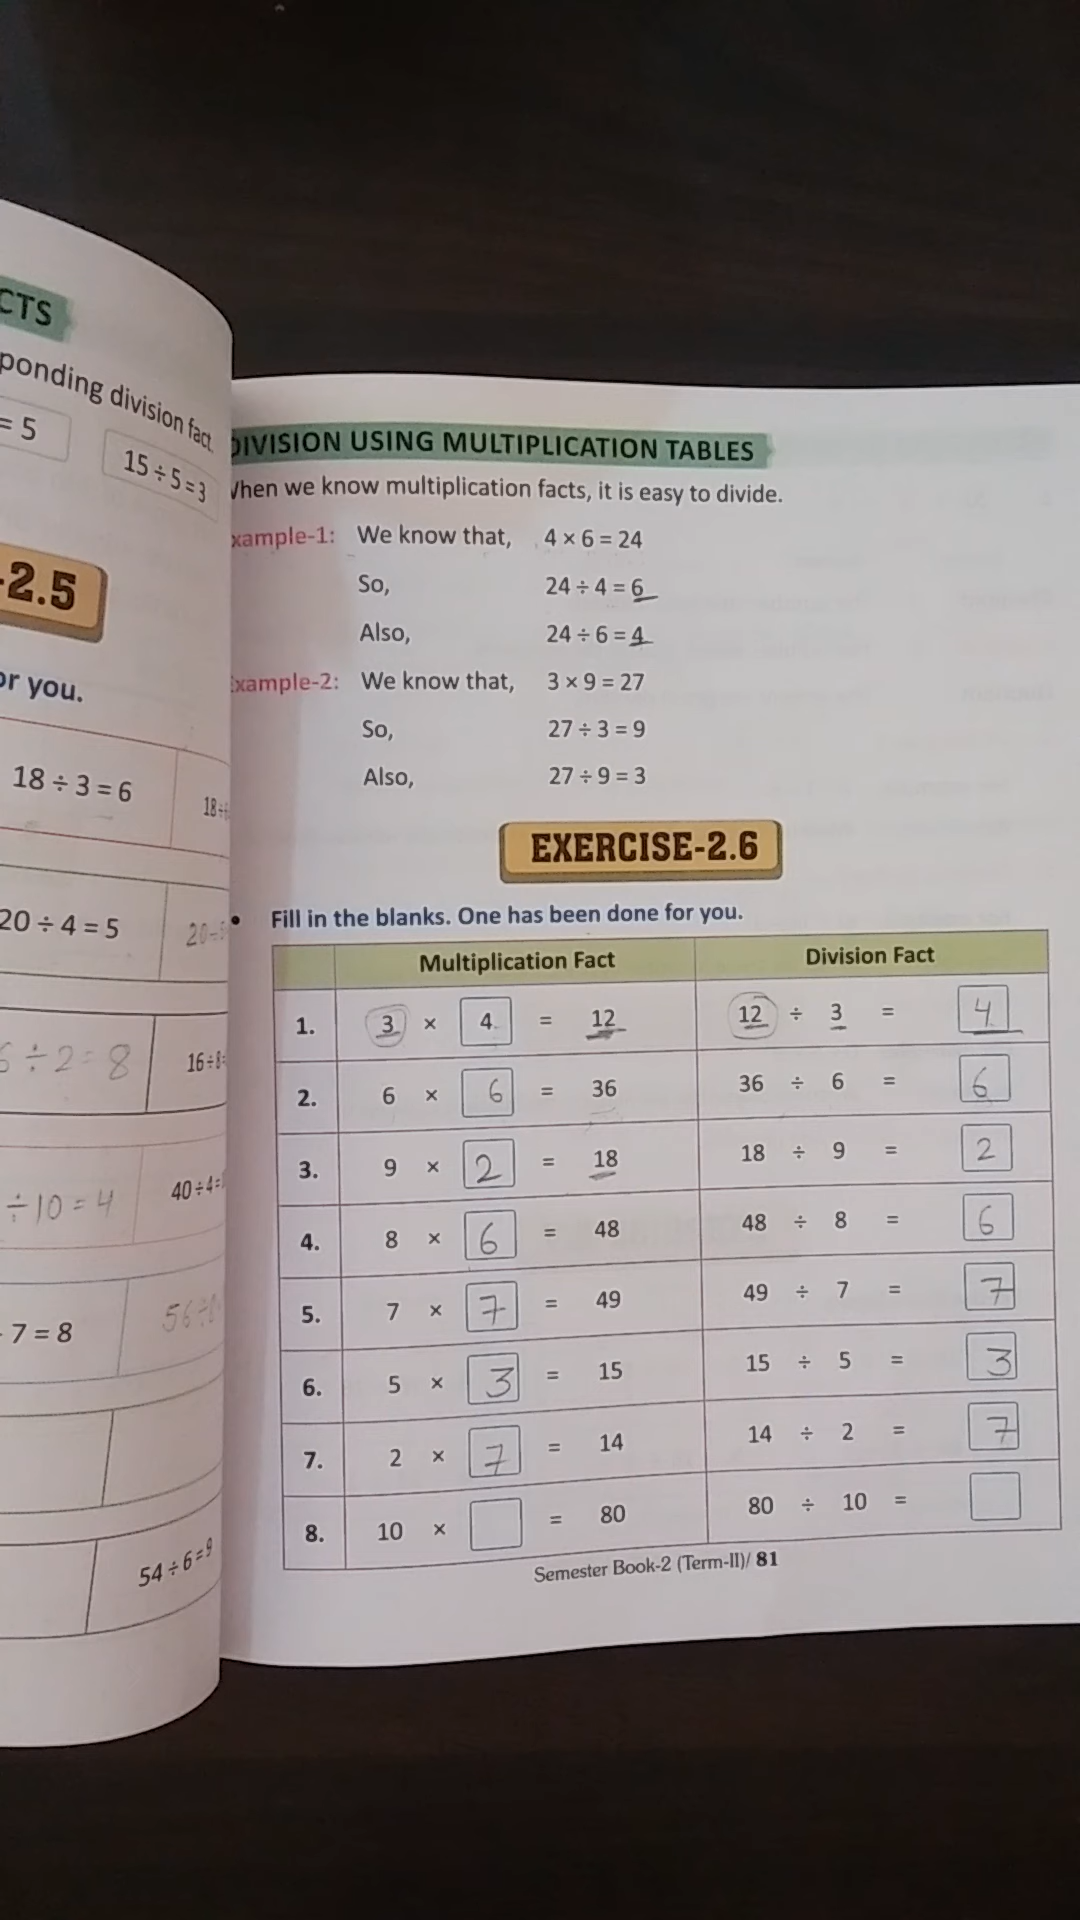 CTS
ponding division fact.
= 5
15 ÷ 5 = 3
-2.5
or you.
18 ÷ 3 = 6
20 ÷ 4 = 5
÷ 2 = 8
16 ÷ 8 =
÷ 10 = 4
40 ÷ 4 =
7 = 8
56 ÷
54 ÷ 6 = 9
DIVISION USING MULTIPLICATION TABLES
When we know multiplication facts, it is easy to divide.
xample-1: We know that, 4 × 6 = 24
So, 24 ÷ 4 = 6
Also, 24 ÷ 6 = 4
xample-2: We know that, 3 × 9 = 27
So, 27 ÷ 3 = 9
Also, 27 ÷ 9 = 3
EXERCISE-2.6
• Fill in the blanks. One has been done for you.
Multiplication Fact Division Fact
1. 3 × 4 = 12 12 ÷ 3 = 4
2. 6 × 6 = 36 36 ÷ 6 = 6
3. 9 × 2 = 18 18 ÷ 9 = 2
4. 8 × 6 = 48 48 ÷ 8 = 6
5. 7 × 7 = 49 49 ÷ 7 = 7
6. 5 × 3 = 15 15 ÷ 5 = 3
7. 2 × 7 = 14 14 ÷ 2 = 7
8. 10 × = 80 80 ÷ 10 =
Semester Book-2 (Term-II)/ 81